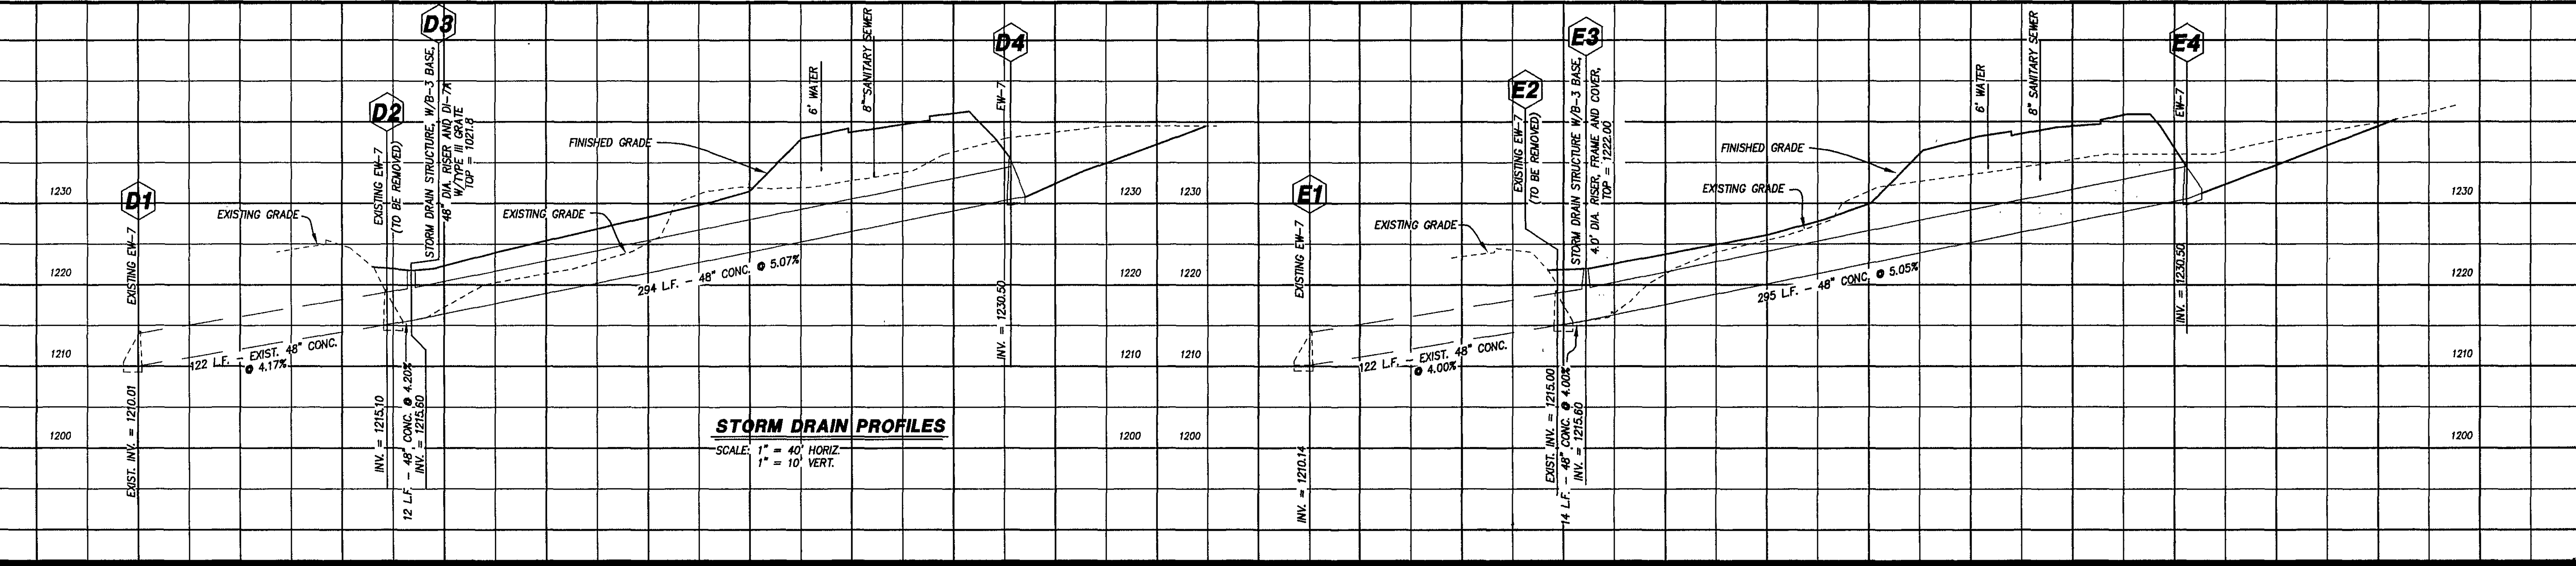 D1
EXISTING EW-7
EXIST. INV. = 1210.01
EXISTING GRADE
122 L.F. - EXIST. 48" CONC.
@ 4.17%
D2
EXISTING EW-7
(TO BE REMOVED)
INV. = 1215.10
12 L.F. - 48" CONC. @ 4.20%
INV. = 1215.60
D3
STORM DRAIN STRUCTURE, W/B-3 BASE,
48" DIA. RISER AND DI-7A
W/TYPE III GRATE
TOP = 1021.8
EXISTING GRADE
FINISHED GRADE
294 L.F. - 48" CONC. @ 5.07%
6' WATER
8" SANITARY SEWER
D4
EW-7
INV. = 1230.50
1230
1220
1210
1200
1230 1230
1220 1220
1210 1210
1200 1200
STORM DRAIN PROFILES
SCALE: 1" = 40' HORIZ.
1" = 10' VERT.
E1
EXISTING EW-7
INV. = 1210.14
EXISTING GRADE
122 L.F. - EXIST. 48" CONC.
@ 4.00%
E2
EXISTING EW-7
(TO BE REMOVED)
EXIST. INV. = 1215.00
14 L.F. - 48" CONC. @ 4.00%
INV. = 1215.60
E3
STORM DRAIN STRUCTURE W/B-3 BASE,
4.0' DIA. RISER, FRAME AND COVER,
TOP = 1222.00
FINISHED GRADE
EXISTING GRADE
295 L.F. - 48" CONC. @ 5.05%
6' WATER
8" SANITARY SEWER
E4
EW-7
INV. = 1230.50
1230
1220
1210
1200